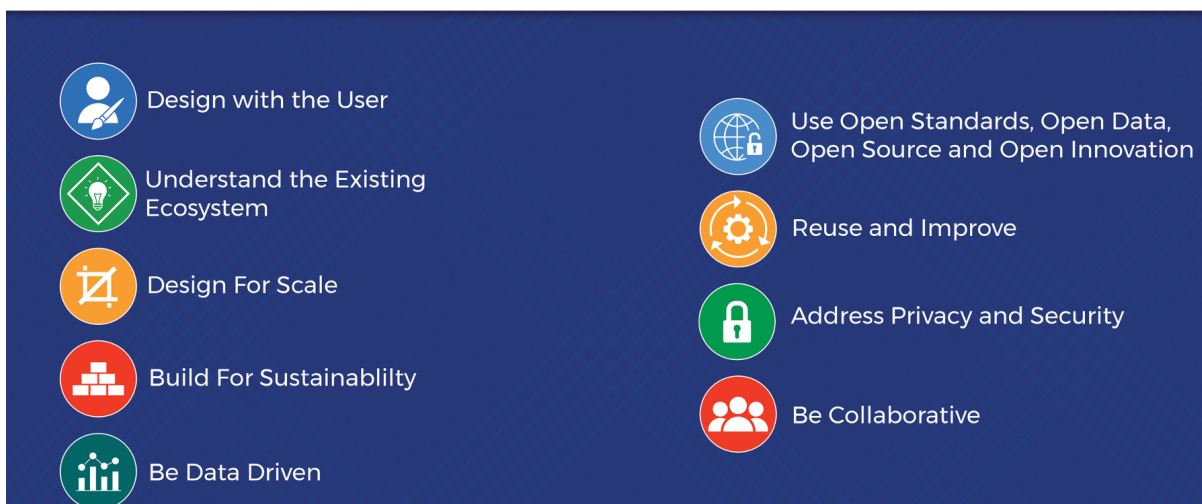 Design with the User
Understand the Existing
Ecosystem
Design For Scale
Build For Sustainablilty
Be Data Driven
Use Open Standards, Open Data,
Open Source and Open Innovation
Reuse and Improve
Address Privacy and Security
Be Collaborative